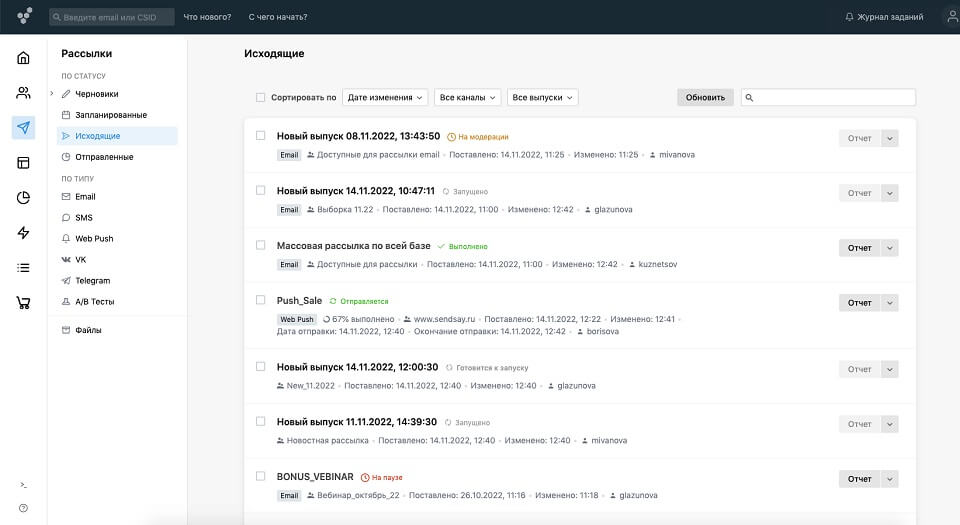 Введите email или CSID
Что нового?
С чего начать?
Журнал заданий
Рассылки
ПО СТАТУСУ
Черновики
Запланированные
Исходящие
Отправленные
ПО ТИПУ
Email
SMS
Web Push
VK
Telegram
A/B Тесты
Файлы
Исходящие
Сортировать по
Дате изменения
Все каналы
Все выпуски
Обновить
Новый выпуск 08.11.2022, 13:43:50 На модерации
Email Доступные для рассылки email • Поставлено: 14.11.2022, 11:25 • Изменено: 11:25 • mivanova
Отчет
Новый выпуск 14.11.2022, 10:47:11 Запущено
Email Выборка 11.22 • Поставлено: 14.11.2022, 11:00 • Изменено: 12:42 • glazunova
Отчет
Массовая рассылка по всей базе Выполнено
Email Доступные для рассылки • Поставлено: 14.11.2022, 11:00 • Изменено: 12:42 • kuznetsov
Отчет
Push_Sale Отправляется
Web Push 67% выполнено • www.sendsay.ru • Поставлено: 14.11.2022, 12:22 • Изменено: 12:41 •
Дата отправки: 14.11.2022, 12:40 • Окончание отправки: 14.11.2022, 12:42 • borisova
Отчет
Новый выпуск 14.11.2022, 12:00:30 Готовится к запуску
New_11.2022 • Поставлено: 14.11.2022, 12:40 • Изменено: 12:40 • glazunova
Отчет
Новый выпуск 11.11.2022, 14:39:30 Запущено
Новостная рассылка • Поставлено: 14.11.2022, 12:40 • Изменено: 12:40 • mivanova
Отчет
BONUS_VEBINAR На паузе
Email Вебинар_октябрь_22 • Поставлено: 26.10.2022, 11:16 • Изменено: 11:18 • glazunova
Отчет